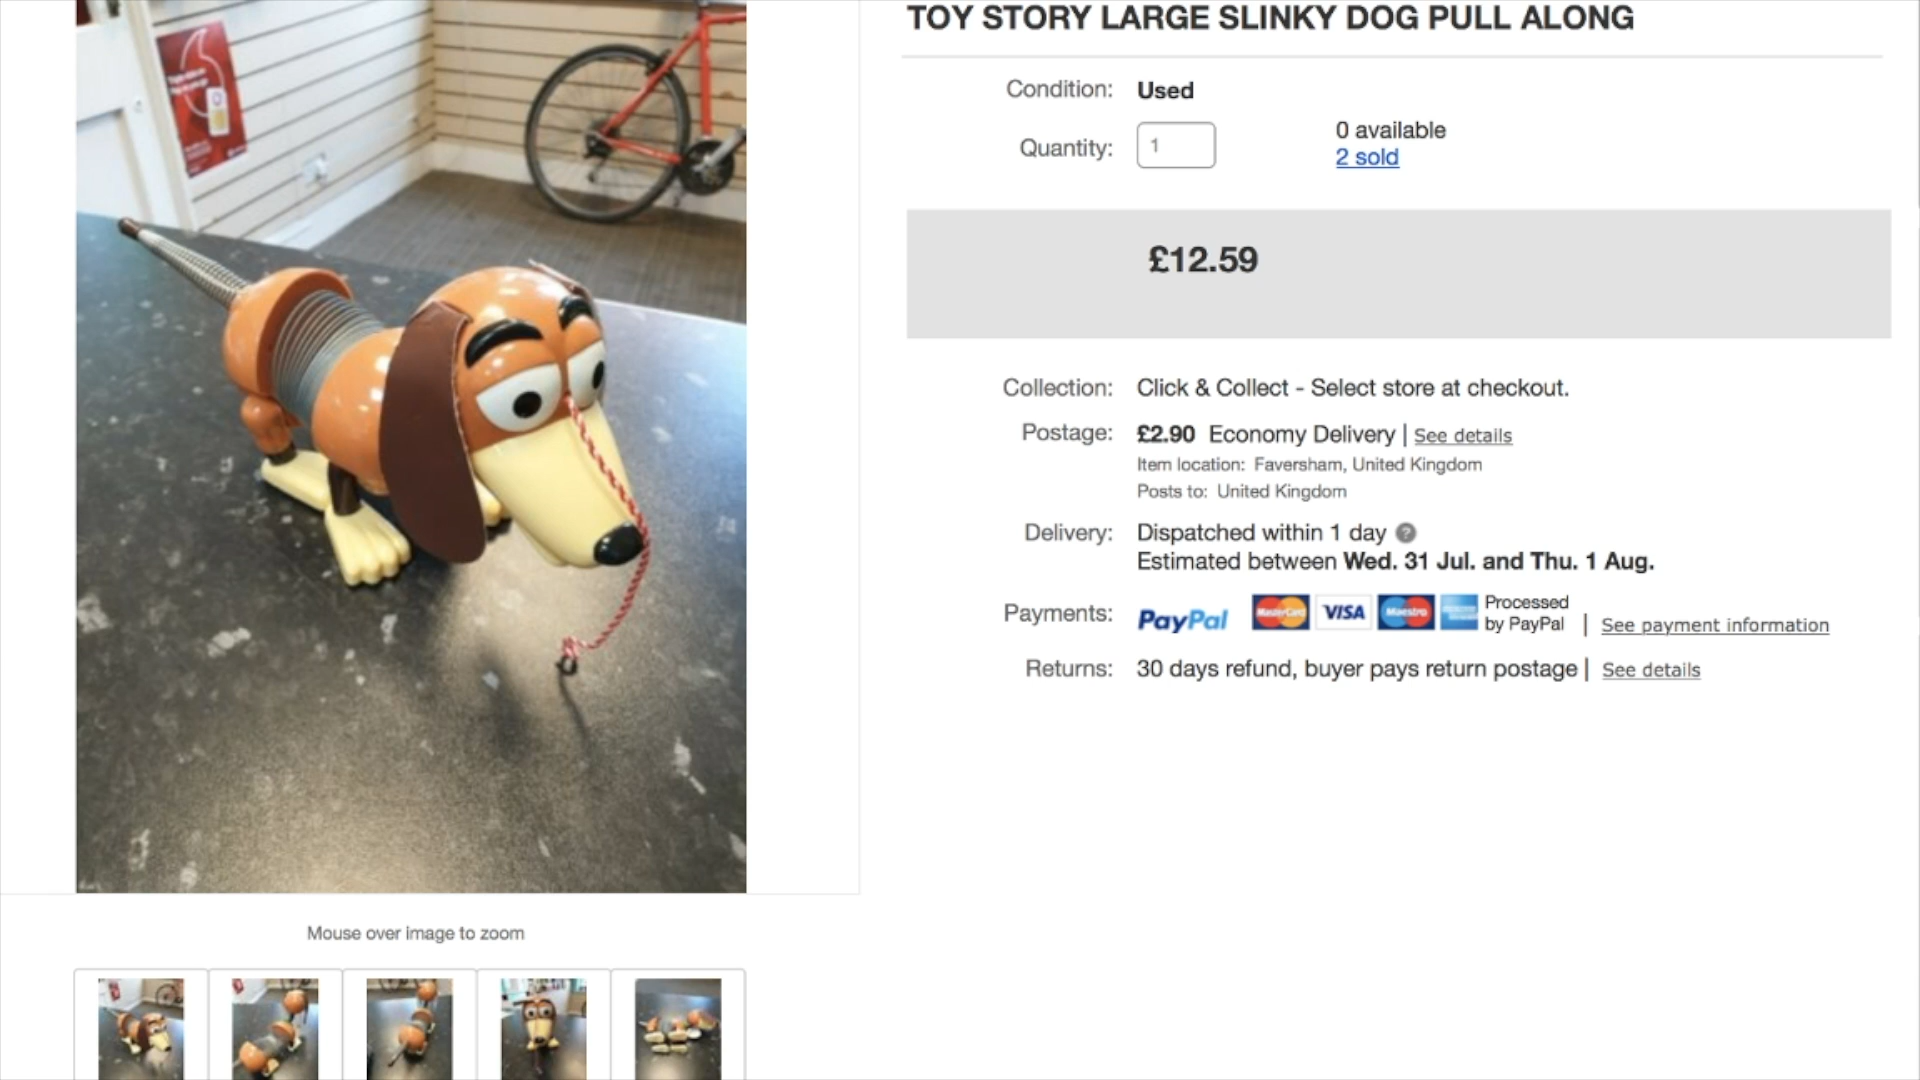 TOY STORY LARGE SLINKY DOG PULL ALONG
Condition: Used
Quantity: 1
0 available
2 sold
£12.59
Collection: Click & Collect - Select store at checkout.
Postage: £2.90 Economy Delivery | See details
Item location: Faversham, United Kingdom
Posts to: United Kingdom
Delivery: Dispatched within 1 day ?
Estimated between Wed. 31 Jul. and Thu. 1 Aug.
Payments: PayPal MasterCard VISA Maestro Processed
by PayPal | See payment information
Returns: 30 days refund, buyer pays return postage | See details
Mouse over image to zoom